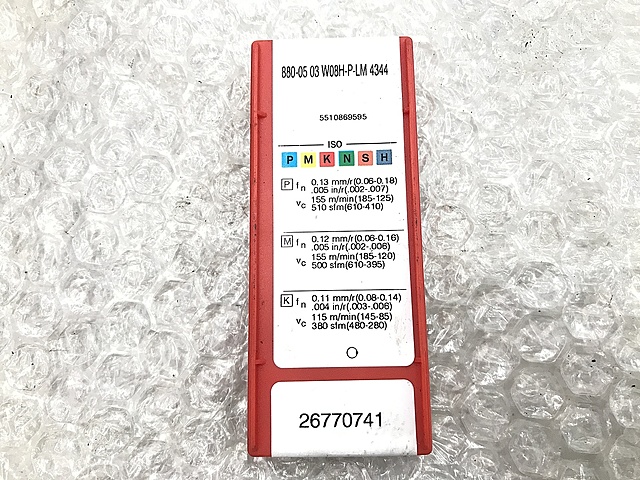 880-05 03 W08H-P-LM 4344
5510869595
ISO
P M K N S H
P fn 0.13 mm/r(0.06-0.18)
.005 in/r(.002-.007)
vc 155 m/min(185-125)
510 sfm(610-410)
M fn 0.12 mm/r(0.06-0.16)
.005 in/r(.002-.006)
vc 155 m/min(185-120)
500 sfm(610-395)
K fn 0.11 mm/r(0.08-0.14)
.004 in/r(.003-.006)
vc 115 m/min(145-85)
380 sfm(480-280)
26770741